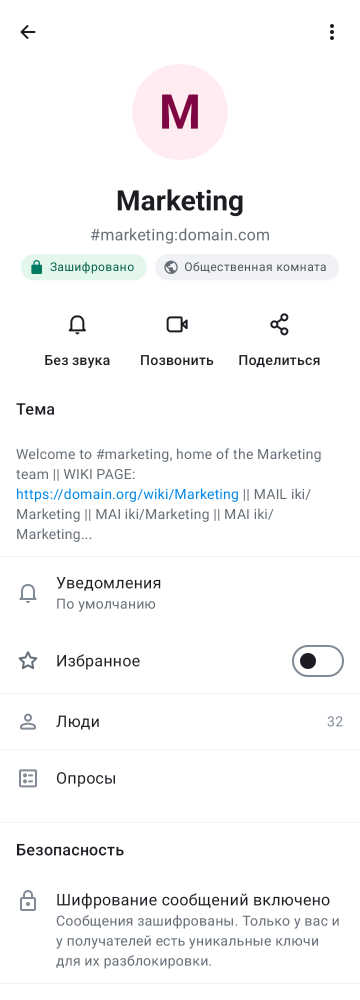 M
Marketing
#marketing:domain.com
Зашифровано
Общественная комната
Без звука
Позвонить
Поделиться
Тема
Welcome to #marketing, home of the Marketing
team || WIKI PAGE:
https://domain.org/wiki/Marketing || MAIL iki/
Marketing || MAI iki/Marketing || MAI iki/
Marketing...
Уведомления
По умолчанию
Избранное
Люди 32
Опросы
Безопасность
Шифрование сообщений включено
Сообщения зашифрованы. Только у вас и
у получателей есть уникальные ключи
для их разблокировки.